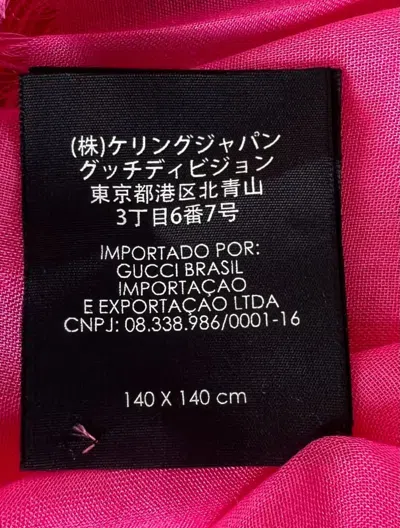 (株)ケリングジャパン
グッチディビジョン
東京都港区北青山
3丁目6番7号
IMPORTADO POR:
GUCCI BRASIL
IMPORTAÇAO
E EXPORTAÇAO LTDA
CNPJ: 08.338.986/0001-16
140 X 140 cm